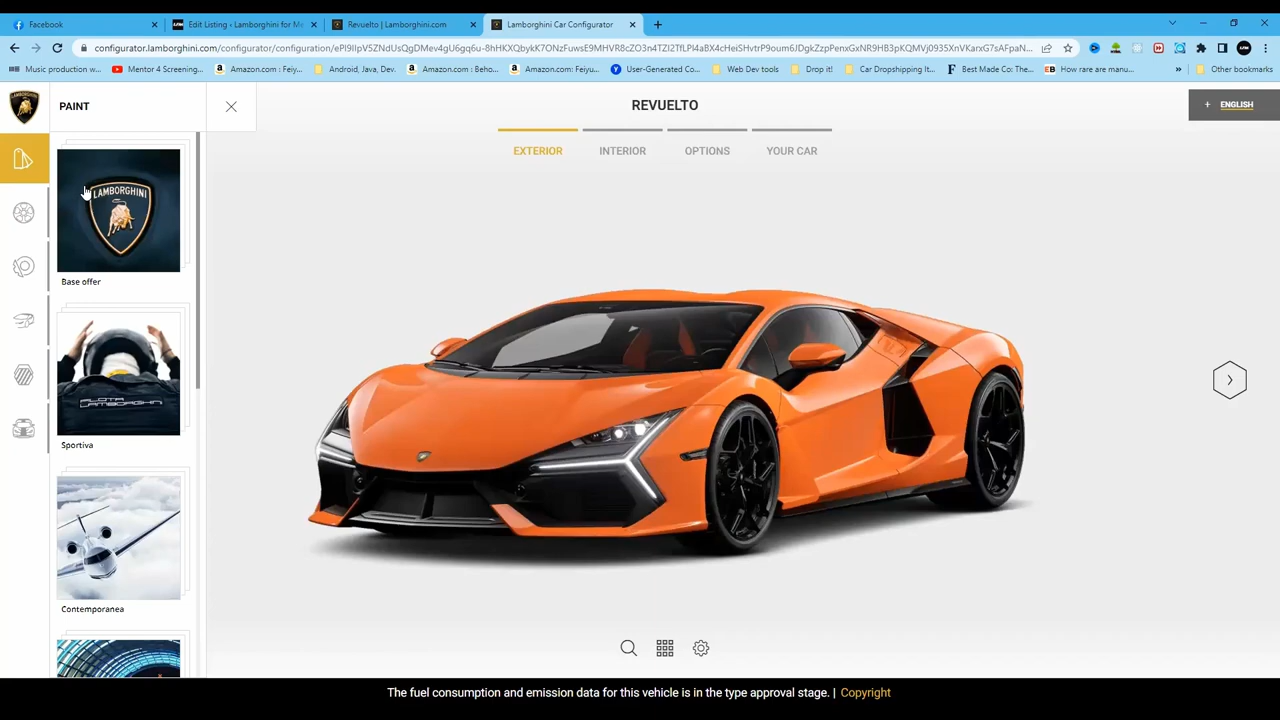 Facebook
Edit Listing ‹ Lamborghini for Me
Revuelto | Lamborghini.com
Lamborghini Car Configurator
configurator.lamborghini.com/configurator/configuration/
Music production w...
Mentor 4 Screening...
Amazon.com : Feiy...
Android, Java, Dev.
Amazon.com : Beho...
Amazon.com: Feiyu...
User-Generated Co...
Web Dev tools
Drop it!
Car Dropshipping It...
Best Made Co: The...
How rare are manu...
»
Other bookmarks
PAINT
REVUELTO
+ ENGLISH
EXTERIOR
INTERIOR
OPTIONS
YOUR CAR
LAMBORGHINI
Base offer
PILOTA
LAMBORGHINI
Sportiva
Contemporanea
The fuel consumption and emission data for this vehicle is in the type approval stage. | Copyright